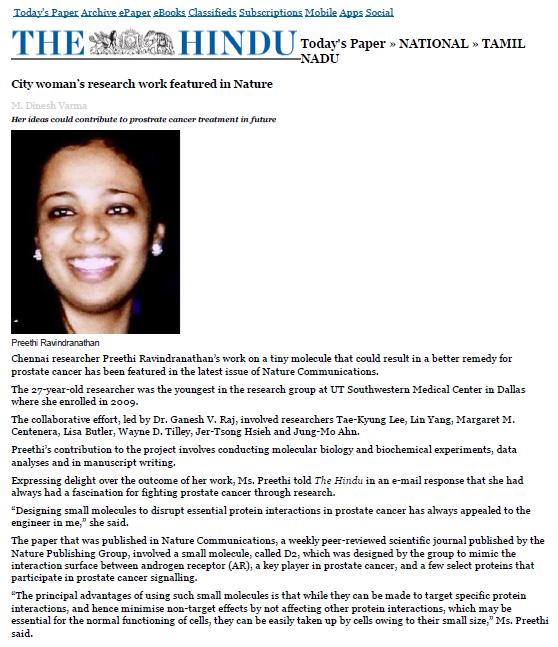 Today's Paper Archive ePaper eBooks Classifieds Subscriptions Mobile Apps Social
THE HINDU Today's Paper » NATIONAL » TAMIL
NADU
City woman's research work featured in Nature
M. Dinesh Varma
Her ideas could contribute to prostrate cancer treatment in future
Preethi Ravindranathan
Chennai researcher Preethi Ravindranathan's work on a tiny molecule that could result in a better remedy for
prostate cancer has been featured in the latest issue of Nature Communications.
The 27-year-old researcher was the youngest in the research group at UT Southwestern Medical Center in Dallas
where she enrolled in 2009.
The collaborative effort, led by Dr. Ganesh V. Raj, involved researchers Tae-Kyung Lee, Lin Yang, Margaret M.
Centenera, Lisa Butler, Wayne D. Tilley, Jer-Tsong Hsieh and Jung-Mo Ahn.
Preethi's contribution to the project involves conducting molecular biology and biochemical experiments, data
analyses and in manuscript writing.
Expressing delight over the outcome of her work, Ms. Preethi told The Hindu in an e-mail response that she had
always had a fascination for fighting prostate cancer through research.
“Designing small molecules to disrupt essential protein interactions in prostate cancer has always appealed to the
engineer in me,” she said.
The paper that was published in Nature Communications, a weekly peer-reviewed scientific journal published by the
Nature Publishing Group, involved a small molecule, called D2, which was designed by the group to mimic the
interaction surface between androgen receptor (AR), a key player in prostate cancer, and a few select proteins that
participate in prostate cancer signalling.
“The principal advantages of using such small molecules is that while they can be made to target specific protein
interactions, and hence minimise non-target effects by not affecting other protein interactions, which may be
essential for the normal functioning of cells, they can be easily taken up by cells owing to their small size,” Ms. Preethi
said.